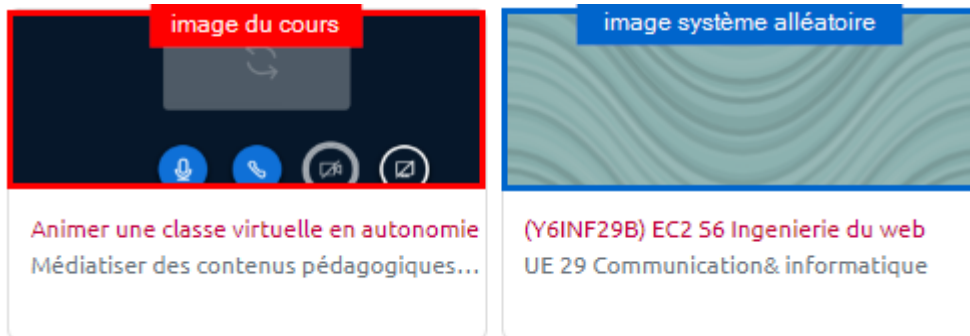 image du cours
image système alléatoire
Animer une classe virtuelle en autonomie
Médiatiser des contenus pédagogiques...
(Y6INF29B) EC2 S6 Ingenierie du web
UE 29 Communication& informatique